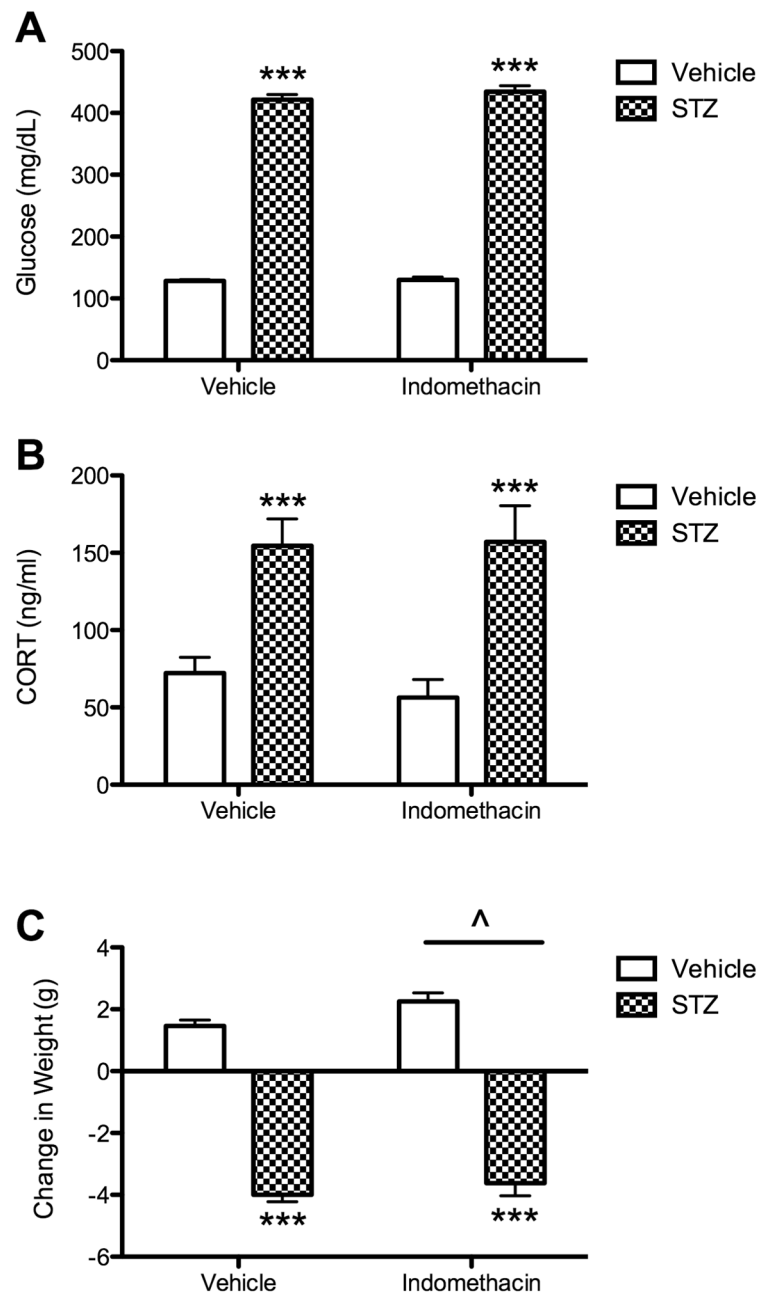 A
Glucose (mg/dL)
500
400
300
200
100
0
***
***
Vehicle
Indomethacin
Vehicle
STZ
B
CORT (ng/ml)
200
150
100
50
0
***
***
Vehicle
Indomethacin
Vehicle
STZ
C
Change in Weight (g)
4
2
0
-2
-4
-6
^
***
***
Vehicle
Indomethacin
Vehicle
STZ